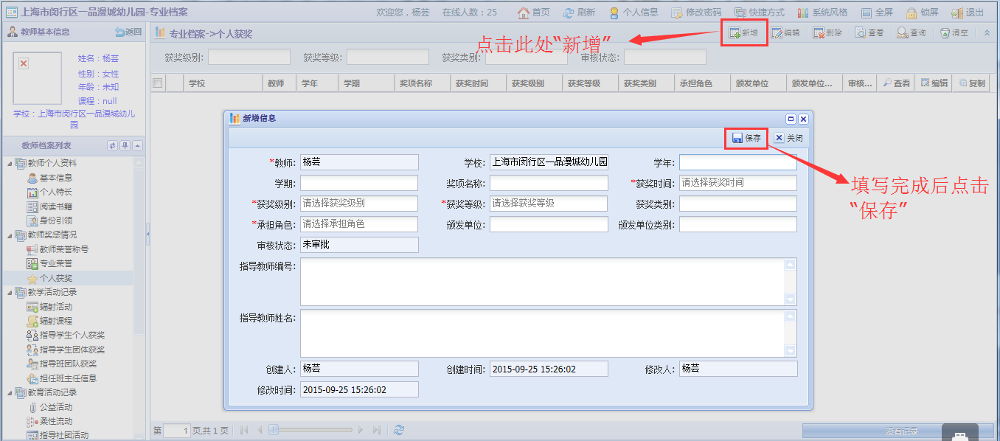 上海市闵行区一品漫城幼儿园-专业档案
欢迎您，杨芸 在线人数：25 首页 刷新 个人信息 修改密码 快捷方式 系统风格 全屏 锁屏 退出
教师基本信息 返回
专业档案->个人获奖
新增 编辑 删除 查看 查询 清空
点击此处“新增”
获奖级别: 获奖等级: 获奖类别: 审核状态:
姓名：杨芸
性别：女性
年龄：未知
课程：null
学校：上海市闵行区一品漫城幼儿
园
学校 教师 学年 学期 奖项名称 获奖时间 获奖级别 获奖等级 获奖类别 承担角色 颁发单位 颁发单位... 审核... 查看 编辑 复制
教师档案列表
教师个人资料
基本信息
个人特长
阅读书籍
身份引领
教师奖惩情况
教师荣誉称号
专业荣誉
个人获奖
教学活动记录
辐射活动
辐射课程
指导学生个人获奖
指导学生团体获奖
指导班团队获奖
担任班主任信息
教育活动记录
公益活动
柔性流动
指导社团活动
新增信息
保存 关闭
*教师: 杨芸 学校: 上海市闵行区一品漫城幼儿园 学年:
学期: 奖项名称: *获奖时间: 请选择获奖时间
*获奖级别: 请选择获奖级别 *获奖等级: 请选择获奖等级 获奖类别:
*承担角色: 请选择承担角色 颁发单位: 颁发单位类别:
审核状态: 未审批
指导教师编号:
指导教师姓名:
创建人: 杨芸 创建时间: 2015-09-25 15:26:02 修改人: 杨芸
修改时间: 2015-09-25 15:26:02
填写完成后点击
“保存”
第 1 页,共 1 页
没有记录